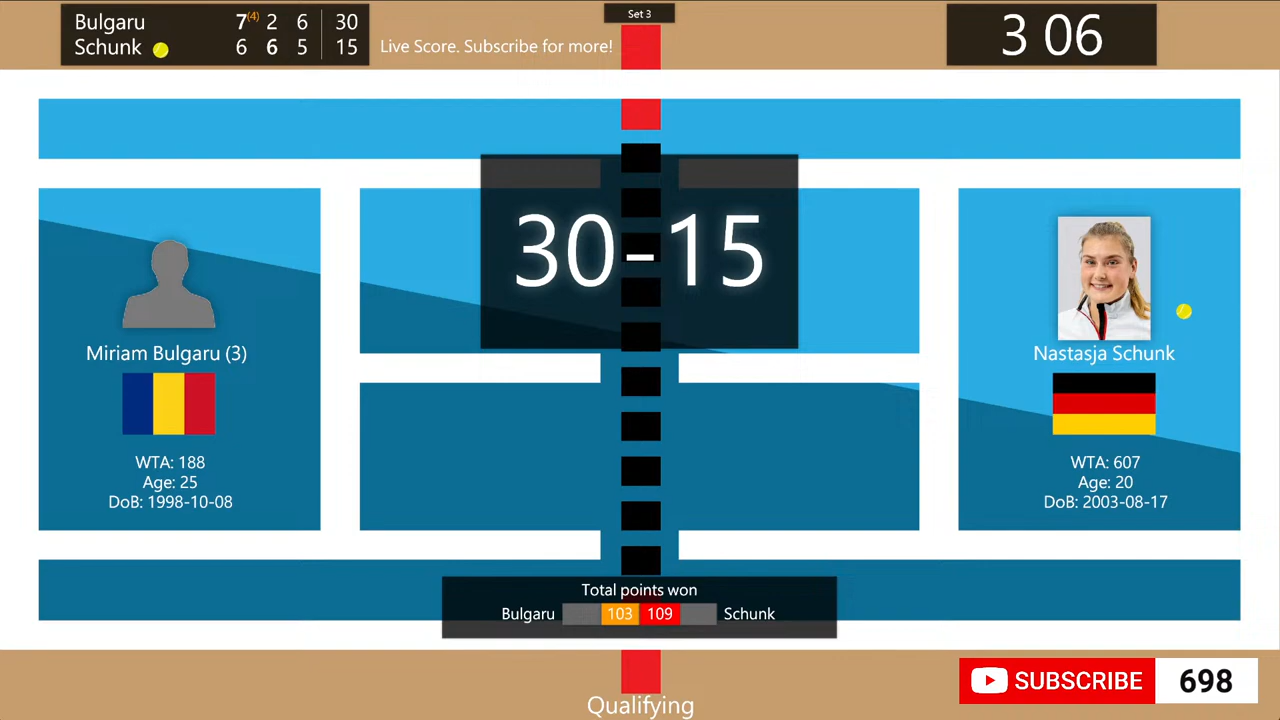 Bulgaru 7(4) 2 6 30
Schunk 6 6 5 15
Live Score. Subscribe for more!
Set 3
3 06
30-15
Miriam Bulgaru (3)
WTA: 188
Age: 25
DoB: 1998-10-08
Nastasja Schunk
WTA: 607
Age: 20
DoB: 2003-08-17
Total points won
Bulgaru 103 109 Schunk
SUBSCRIBE 698
Qualifying